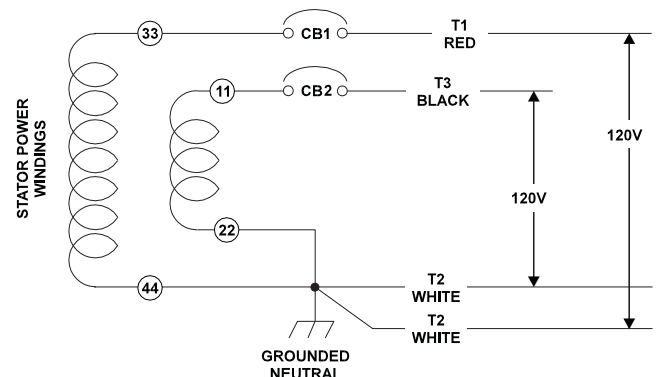 33
CB1
T1
RED
11
CB2
T3
BLACK
STATOR POWER
WINDINGS
120V
120V
22
44
T2
WHITE
T2
WHITE
GROUNDED
NEUTRAL